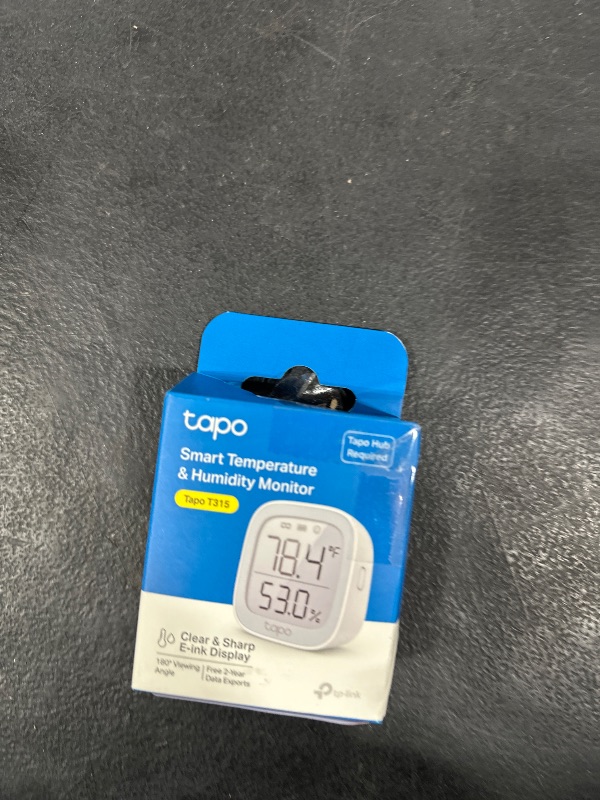 tapo
Tapo Hub
Required
Smart Temperature
& Humidity Monitor
Tapo T315
78.4°F
53.0%
tapo
Clear & Sharp
E-ink Display
180° Viewing
Angle
Free 2-Year
Data Exports
tp-link